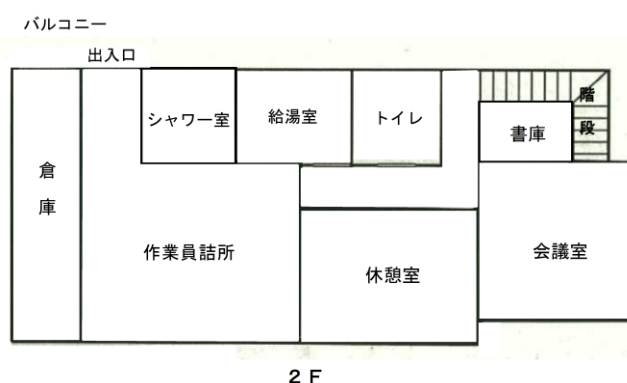 バルコニー
出入口
シャワー室
給湯室
トイレ
階
段
書庫
倉
庫
作業員詰所
休憩室
会議室
２Ｆ